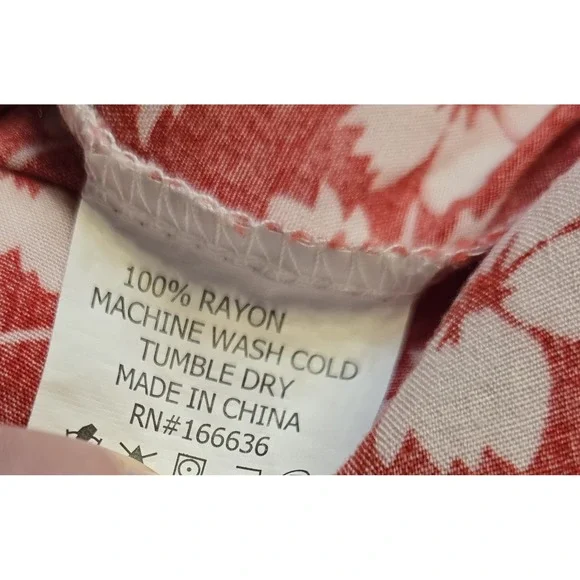 100% RAYON
MACHINE WASH COLD
TUMBLE DRY
MADE IN CHINA
RN#166636